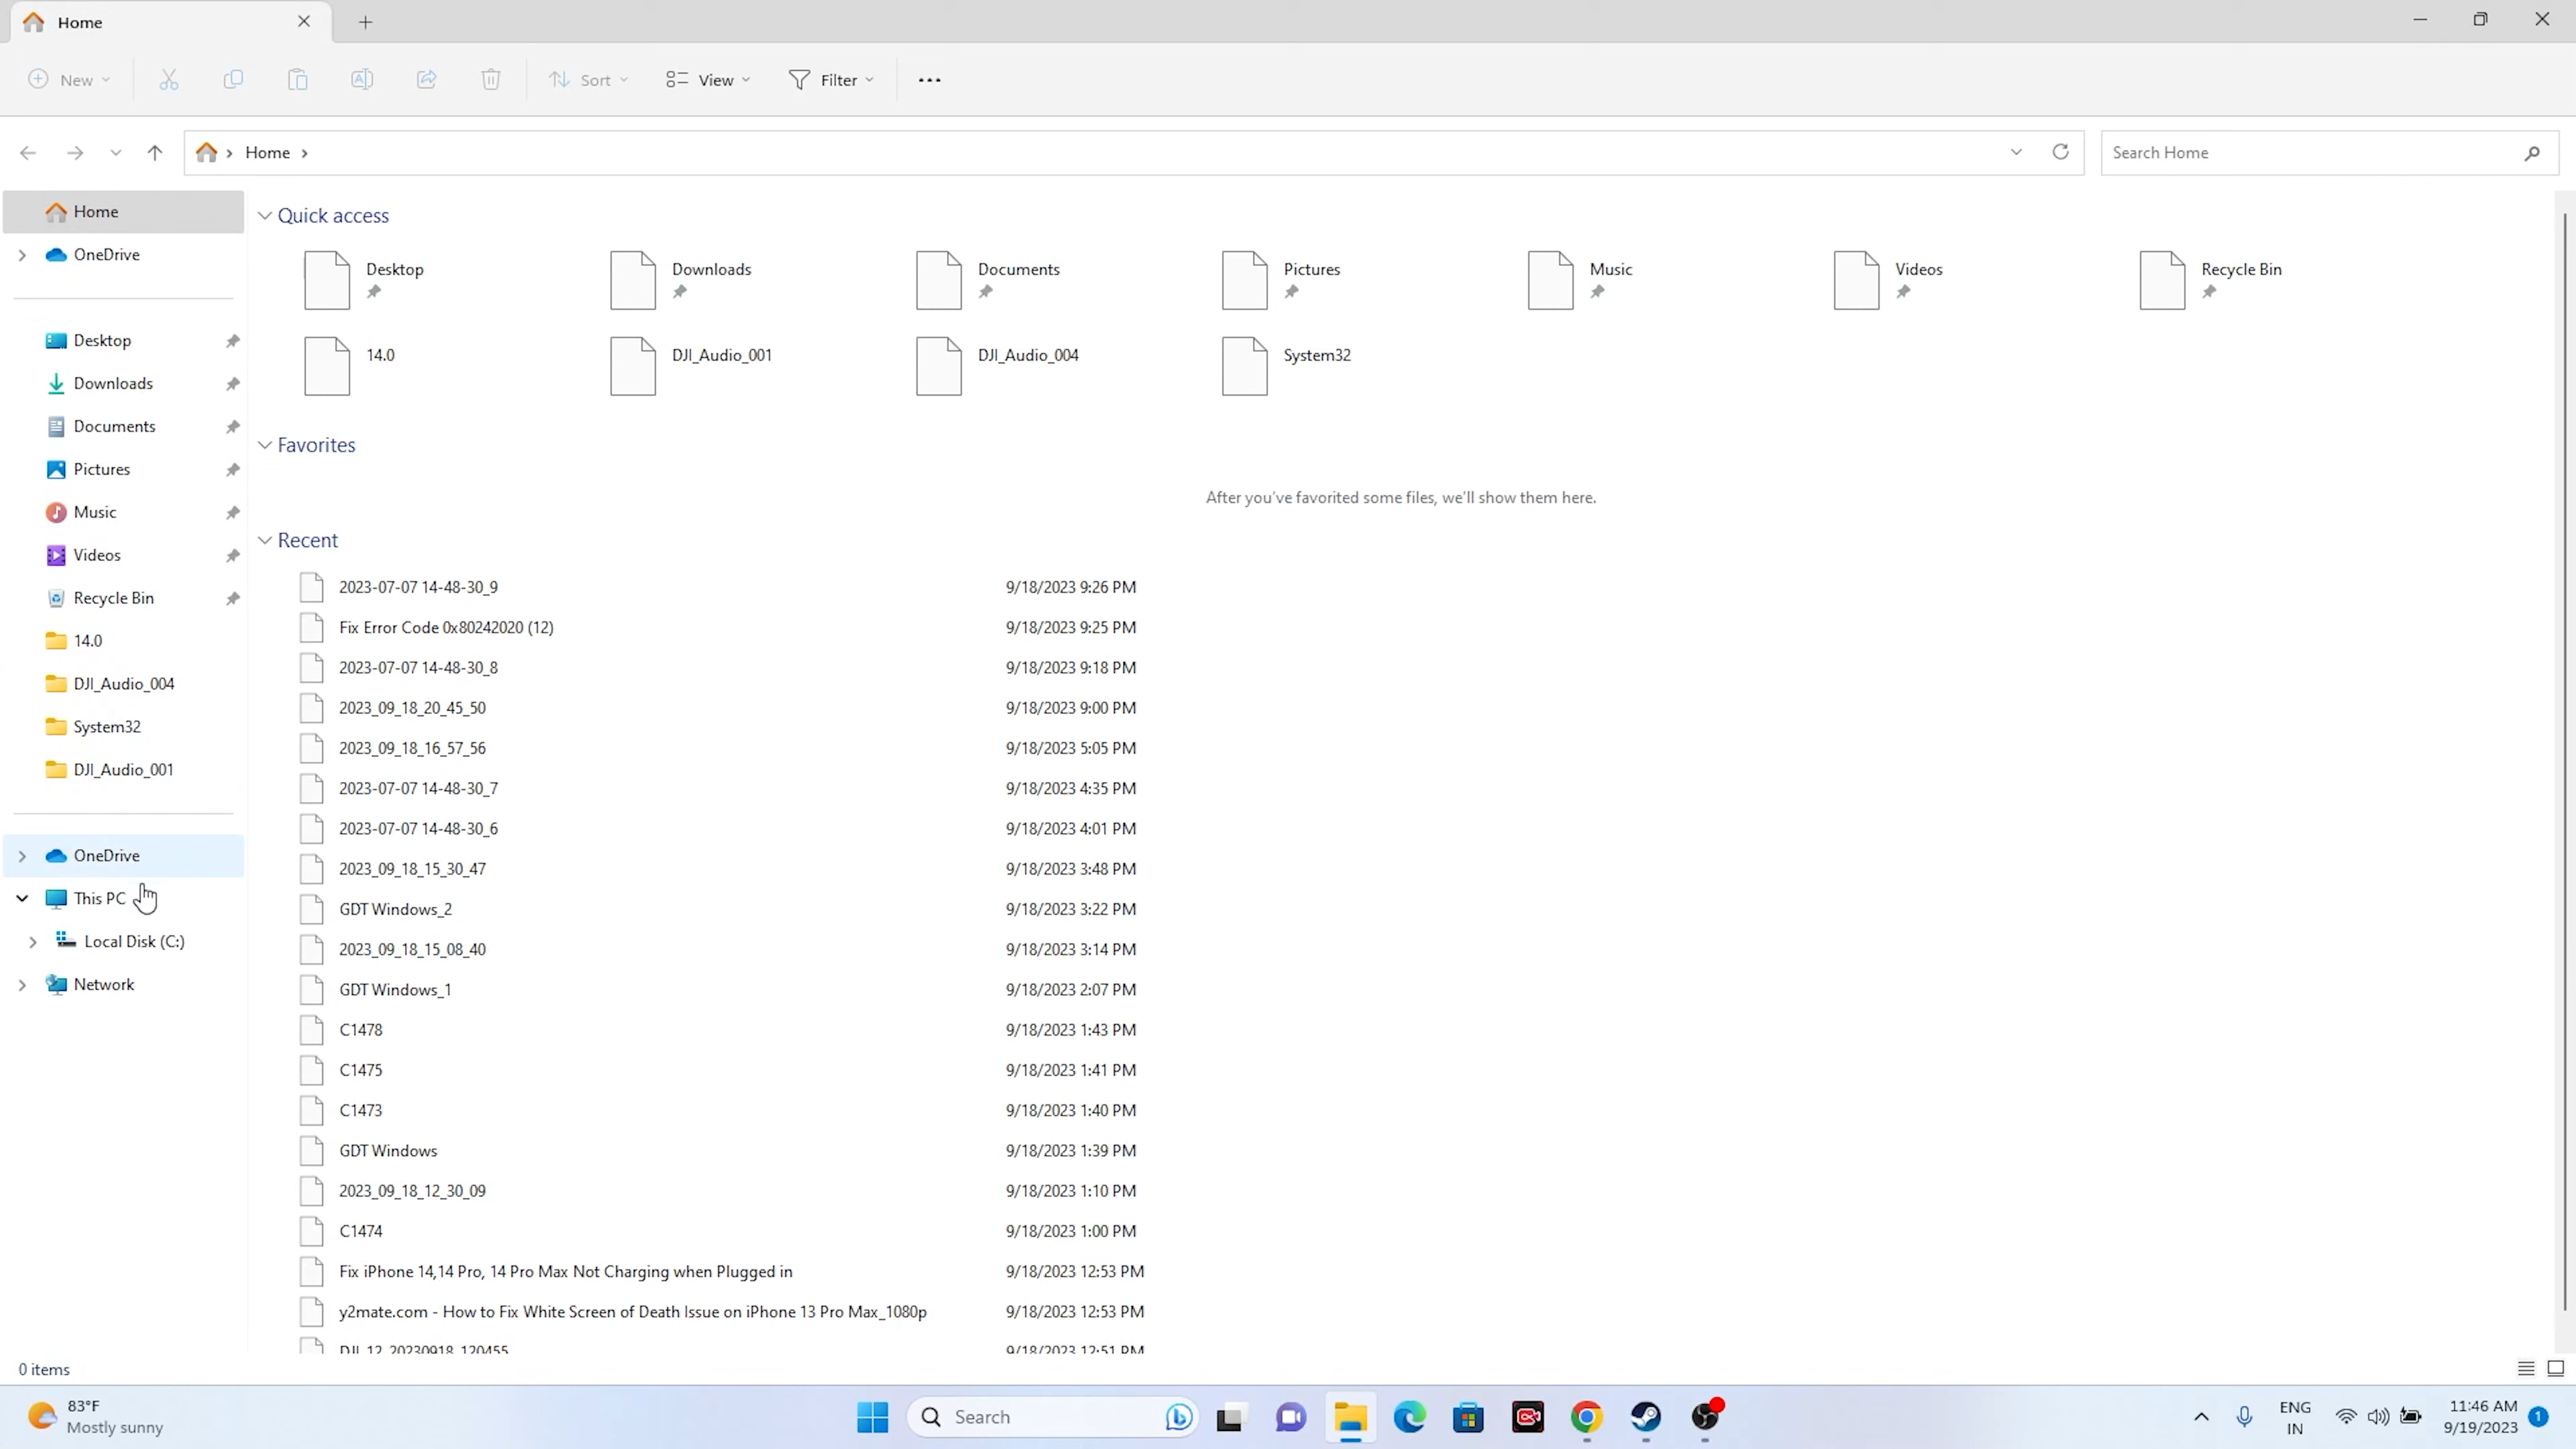 Home
New
Sort
View
Filter
Home
Search Home
Home
OneDrive
Desktop
Downloads
Documents
Pictures
Music
Videos
Recycle Bin
14.0
DJI_Audio_004
System32
DJI_Audio_001
OneDrive
This PC
Local Disk (C:)
Network
Quick access
Desktop
Downloads
Documents
Pictures
Music
Videos
Recycle Bin
14.0
DJI_Audio_001
DJI_Audio_004
System32
Favorites
After you've favorited some files, we'll show them here.
Recent
2023-07-07 14-48-30_9 9/18/2023 9:26 PM
Fix Error Code 0x80242020 (12) 9/18/2023 9:25 PM
2023-07-07 14-48-30_8 9/18/2023 9:18 PM
2023_09_18_20_45_50 9/18/2023 9:00 PM
2023_09_18_16_57_56 9/18/2023 5:05 PM
2023-07-07 14-48-30_7 9/18/2023 4:35 PM
2023-07-07 14-48-30_6 9/18/2023 4:01 PM
2023_09_18_15_30_47 9/18/2023 3:48 PM
GDT Windows_2 9/18/2023 3:22 PM
2023_09_18_15_08_40 9/18/2023 3:14 PM
GDT Windows_1 9/18/2023 2:07 PM
C1478 9/18/2023 1:43 PM
C1475 9/18/2023 1:41 PM
C1473 9/18/2023 1:40 PM
GDT Windows 9/18/2023 1:39 PM
2023_09_18_12_30_09 9/18/2023 1:10 PM
C1474 9/18/2023 1:00 PM
Fix iPhone 14,14 Pro, 14 Pro Max Not Charging when Plugged in 9/18/2023 12:53 PM
y2mate.com - How to Fix White Screen of Death Issue on iPhone 13 Pro Max_1080p 9/18/2023 12:53 PM
DJI_12_20230918_120455 9/18/2023 12:51 PM
0 items
83°F
Mostly sunny
Search
ENG
IN
11:46 AM
9/19/2023
1